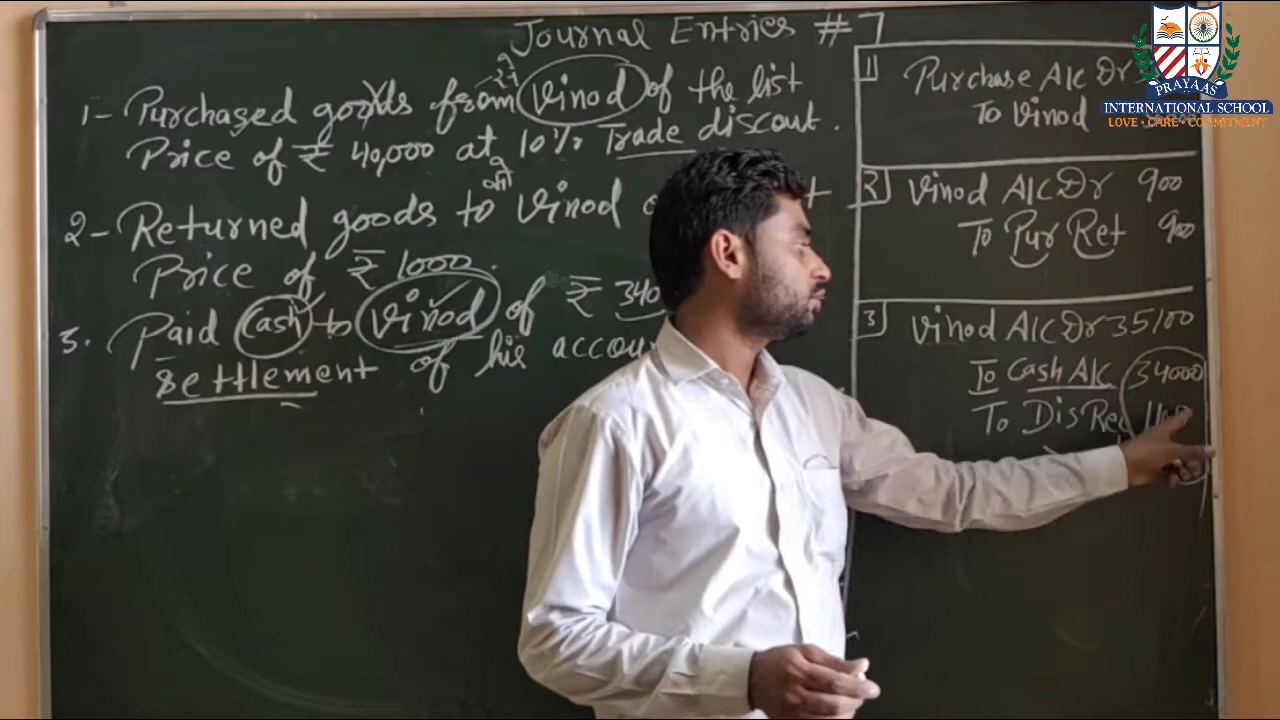 Journal Entries # 7
1- Purchased goods from से Vinod of the list
Price of ₹ 40,000 at 10% Trade discout.
2- Returned goods to को Vinod
Price of ₹ 1000.
3. Paid cash to Vinod of ₹ 340
settlement of his accou
1] Purchase A/c Dr
To Vinod
2] Vinod A/C Dr 900
To Pur Ret 900
3] Vinod A/C Dr 35100
To Cash A/C 34000
To Dis Rec
PRAYAAS
INTERNATIONAL SCHOOL
LOVE • CARE • COMMITMENT